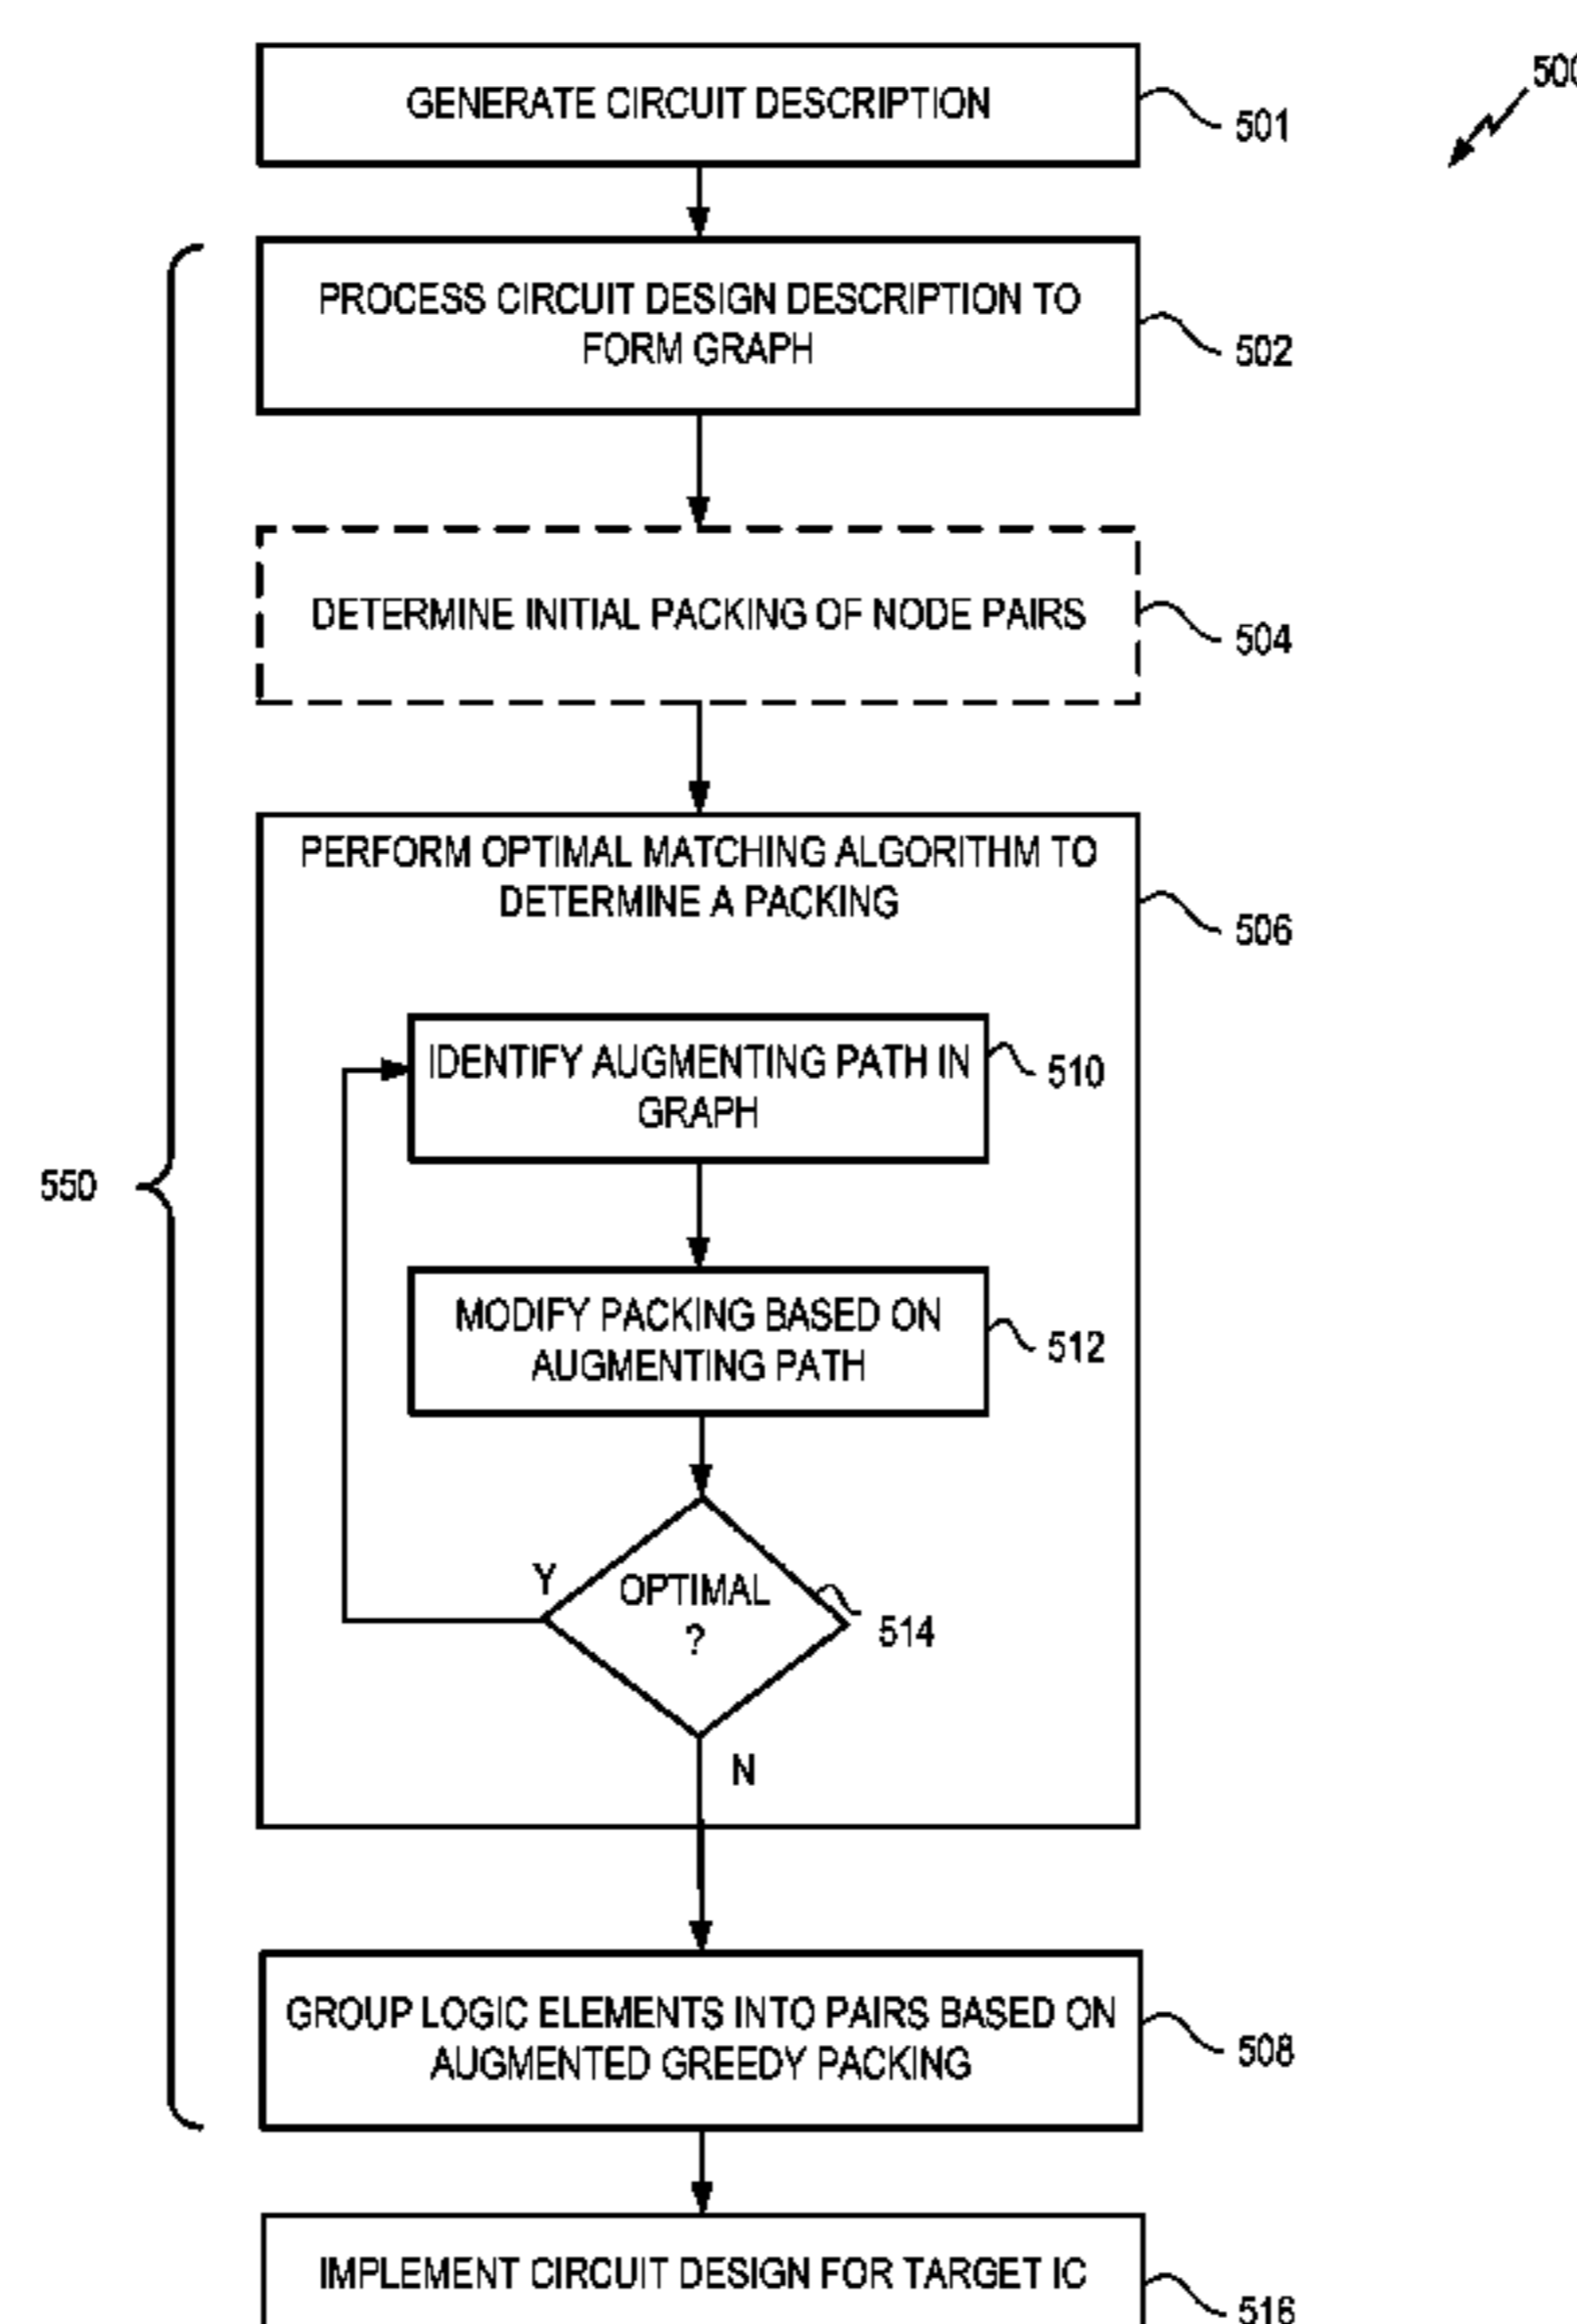 500
GENERATE CIRCUIT DESCRIPTION
501
PROCESS CIRCUIT DESIGN DESCRIPTION TO
FORM GRAPH
502
DETERMINE INITIAL PACKING OF NODE PAIRS
504
PERFORM OPTIMAL MATCHING ALGORITHM TO
DETERMINE A PACKING
506
IDENTIFY AUGMENTING PATH IN
GRAPH
510
550
MODIFY PACKING BASED ON
AUGMENTING PATH
512
Y
OPTIMAL
?
514
N
GROUP LOGIC ELEMENTS INTO PAIRS BASED ON
AUGMENTED GREEDY PACKING
508
IMPLEMENT CIRCUIT DESIGN FOR TARGET IC
516